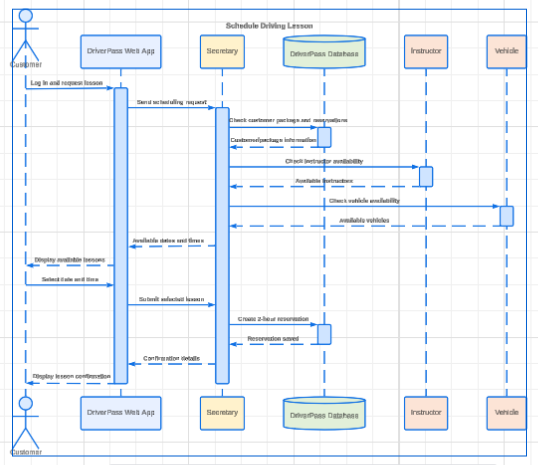 Schedule Driving Lesson
Customer
DriverPass Web App
Secretary
DriverPass Database
Instructor
Vehicle
Log in and request lesson
Send scheduling request
Check customer package and reservations
Customer/package information
Check instructor availability
Available instructors
Check vehicle availability
Available vehicles
Available dates and times
Display available lessons
Select date and time
Submit selected lesson
Create 2-hour reservation
Reservation saved
Confirmation details
Display lesson confirmation
Customer
DriverPass Web App
Secretary
DriverPass Database
Instructor
Vehicle